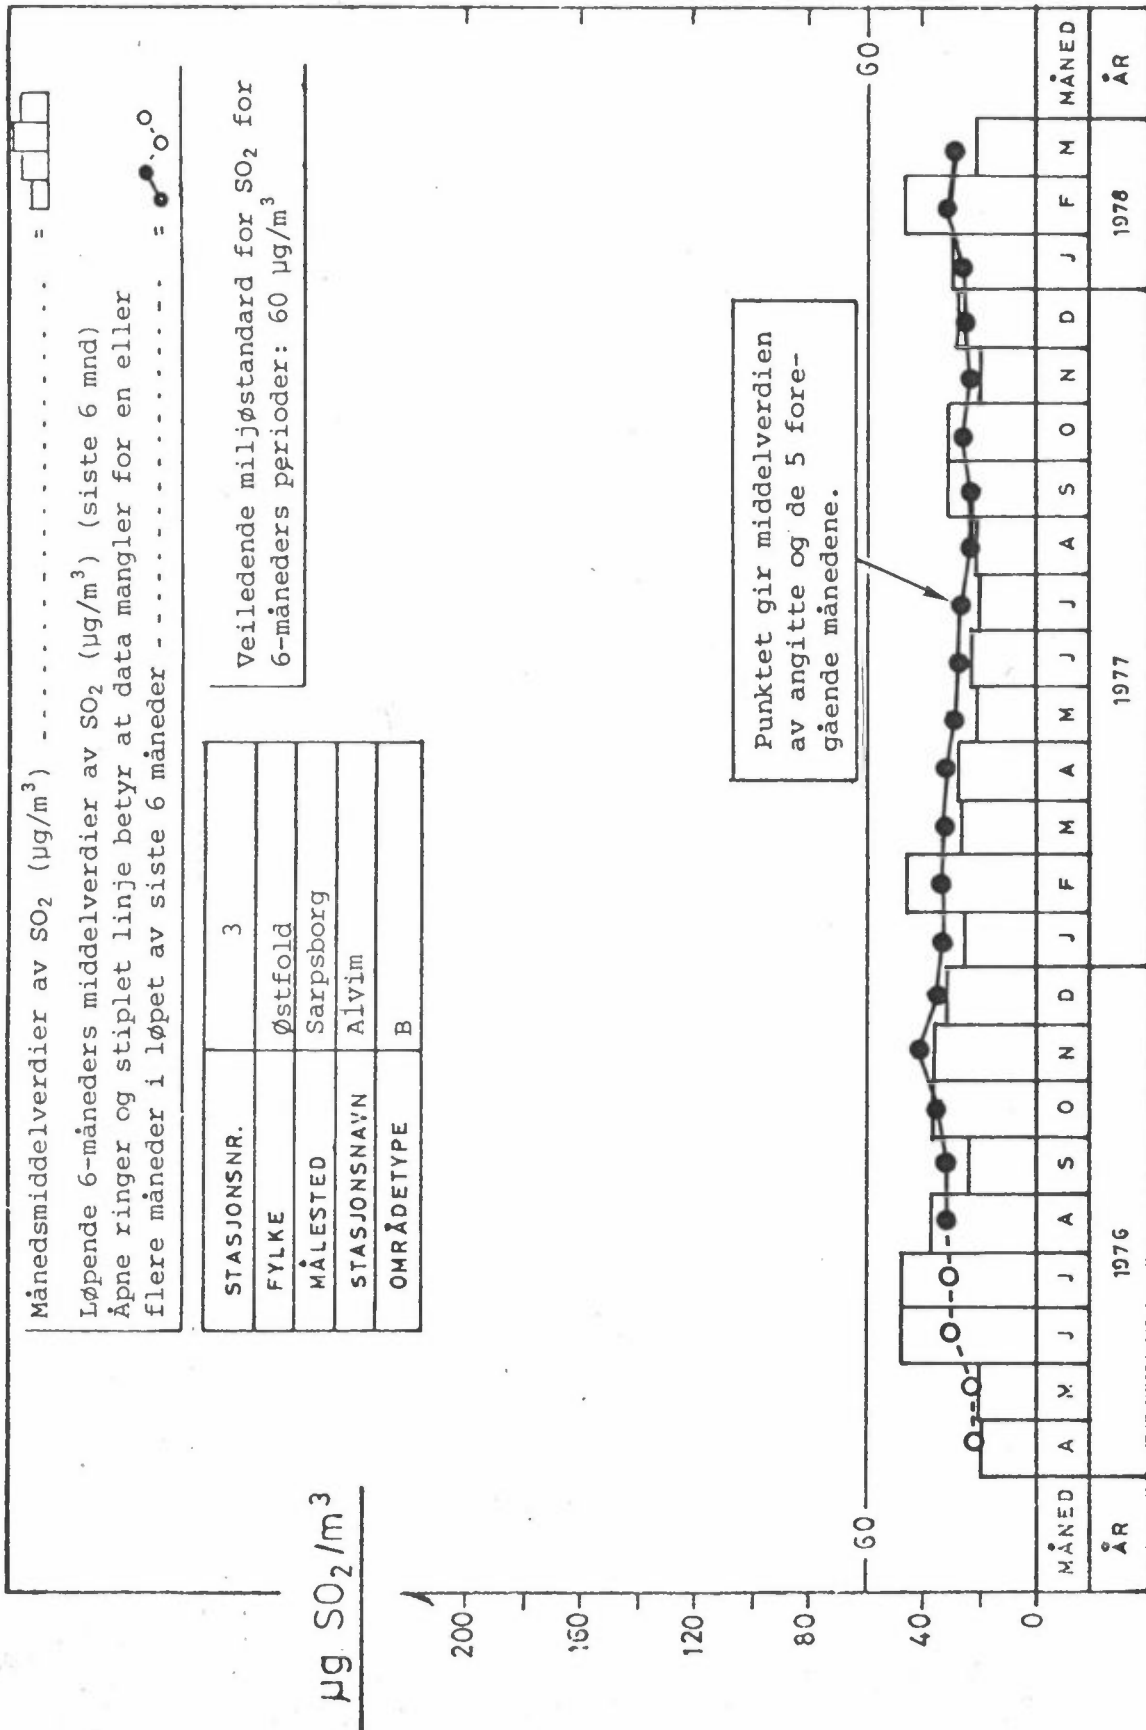 Månedsmiddelverdier av SO₂ (µg/m³) - - - - - - - - - - - - - - - - - - - - =
Løpende 6-måneders middelverdier av SO₂ (µg/m³) (siste 6 mnd)
Åpne ringer og stiplet linje betyr at data mangler for en eller
flere måneder i løpet av siste 6 måneder - - - - - - - - - - - - =
STASJONSNR. 3
FYLKE Østfold
MÅLESTED Sarpsborg
STASJONSNAVN Alvim
OMRÅDETYPE B
Veiledende miljøstandard for SO₂ for
6-måneders perioder: 60 µg/m³
µg SO₂/m³
Punktet gir middelverdien
av angitte og de 5 fore-
gående månedene.
200
160
120
80
60 60
40
0
MÅNED A M J J A S O N D J F M A M J J A S O N D J F M MÅNED
ÅR 1976 1977 1978 ÅR